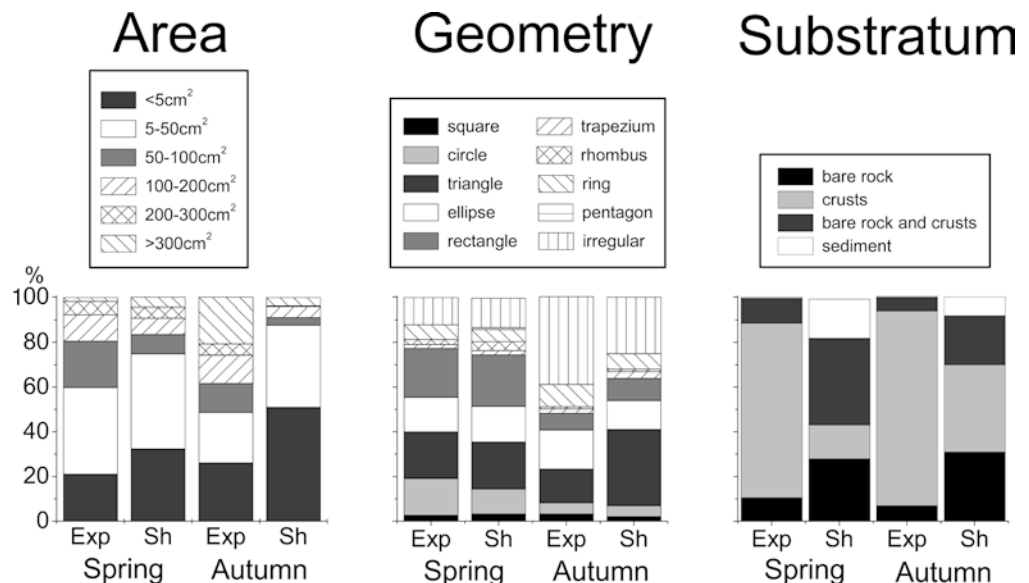 Area
Geometry
Substratum
<5cm²
5-50cm²
50-100cm²
100-200cm²
200-300cm²
>300cm²
square
circle
triangle
ellipse
rectangle
trapezium
rhombus
ring
pentagon
irregular
bare rock
crusts
bare rock and crusts
sediment
%
100
80
60
40
20
0
Exp Sh Exp Sh
Spring Autumn
Exp Sh Exp Sh
Spring Autumn
Exp Sh Exp Sh
Spring Autumn